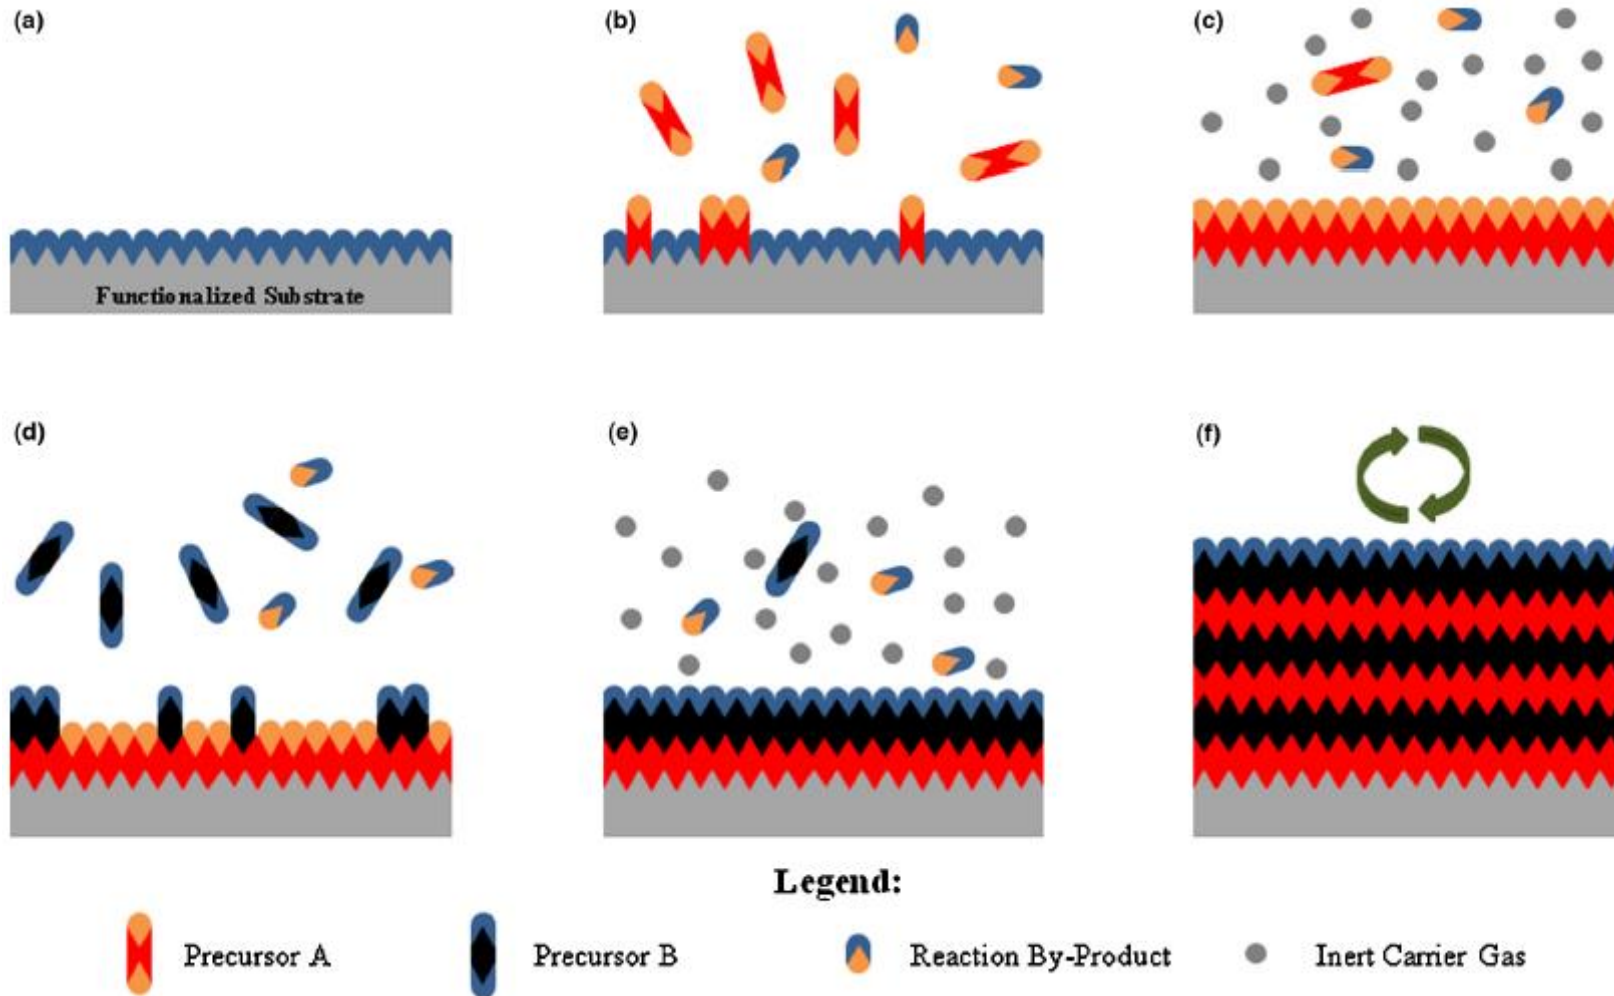 (a)
(b)
(c)
Functionalized Substrate
(d)
(e)
(f)
Legend:
Precursor A
Precursor B
Reaction By-Product
Inert Carrier Gas